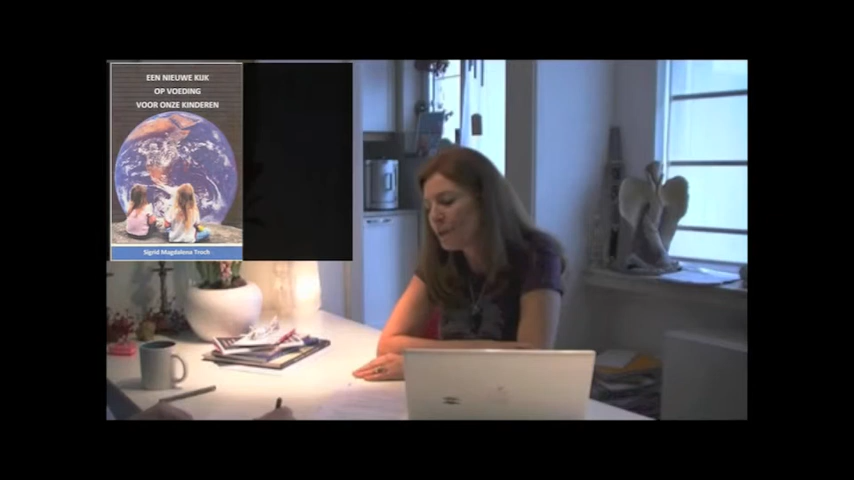 EEN NIEUWE KIJK
OP VOEDING
VOOR ONZE KINDEREN
Sigrid Magdalena Troch